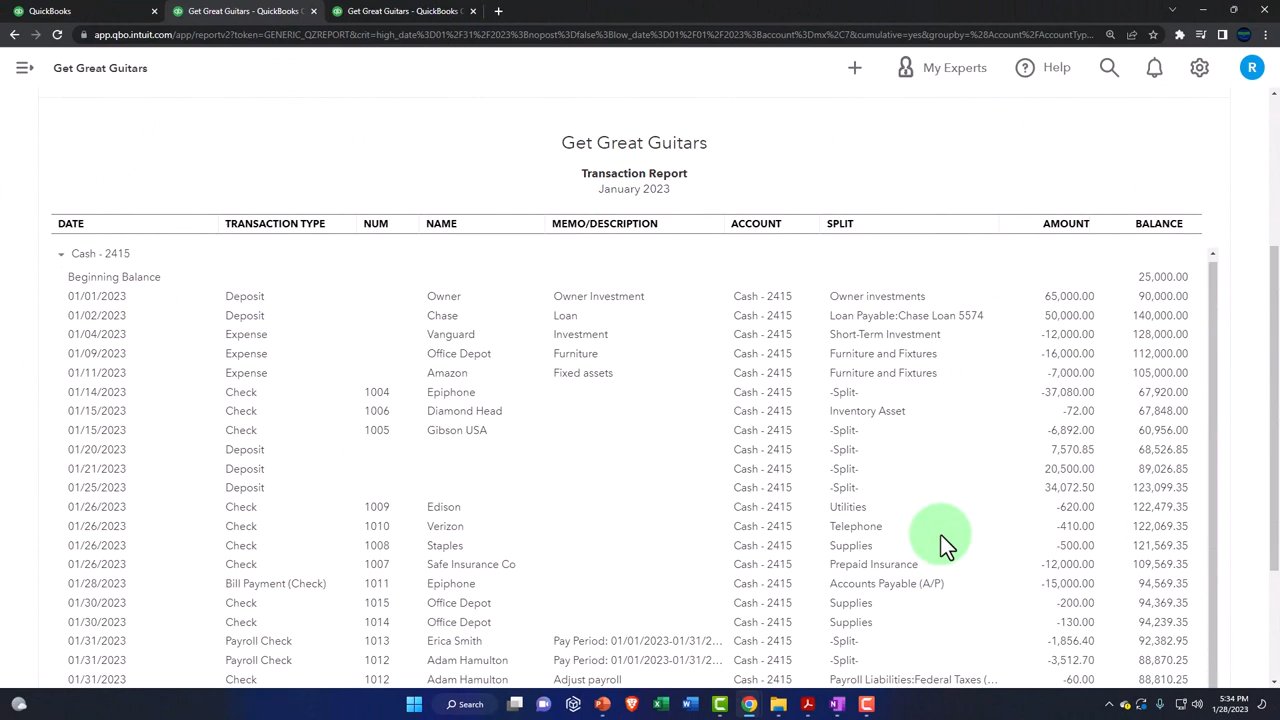 QuickBooks
Get Great Guitars - QuickBooks C
Get Great Guitars - QuickBooks C
app.qbo.intuit.com/app/reportv2?token=GENERIC_QZREPORT&crit=high_date%3D01%2F31%2F2023%3Bnopost%3Dfalse%3Blow_date%3D01%2F01%2F2023%3Baccount%3Dmx%2C7&cumulative=yes&groupby=%28Account%2FAccountTyp...
Get Great Guitars
My Experts
Help
R
Get Great Guitars
Transaction Report
January 2023
DATE TRANSACTION TYPE NUM NAME MEMO/DESCRIPTION ACCOUNT SPLIT AMOUNT BALANCE
Cash - 2415
Beginning Balance 25,000.00
01/01/2023 Deposit Owner Owner Investment Cash - 2415 Owner investments 65,000.00 90,000.00
01/02/2023 Deposit Chase Loan Cash - 2415 Loan Payable:Chase Loan 5574 50,000.00 140,000.00
01/04/2023 Expense Vanguard Investment Cash - 2415 Short-Term Investment -12,000.00 128,000.00
01/09/2023 Expense Office Depot Furniture Cash - 2415 Furniture and Fixtures -16,000.00 112,000.00
01/11/2023 Expense Amazon Fixed assets Cash - 2415 Furniture and Fixtures -7,000.00 105,000.00
01/14/2023 Check 1004 Epiphone Cash - 2415 -Split- -37,080.00 67,920.00
01/15/2023 Check 1006 Diamond Head Cash - 2415 Inventory Asset -72.00 67,848.00
01/15/2023 Check 1005 Gibson USA Cash - 2415 -Split- -6,892.00 60,956.00
01/20/2023 Deposit Cash - 2415 -Split- 7,570.85 68,526.85
01/21/2023 Deposit Cash - 2415 -Split- 20,500.00 89,026.85
01/25/2023 Deposit Cash - 2415 -Split- 34,072.50 123,099.35
01/26/2023 Check 1009 Edison Cash - 2415 Utilities -620.00 122,479.35
01/26/2023 Check 1010 Verizon Cash - 2415 Telephone -410.00 122,069.35
01/26/2023 Check 1008 Staples Cash - 2415 Supplies -500.00 121,569.35
01/26/2023 Check 1007 Safe Insurance Co Cash - 2415 Prepaid Insurance -12,000.00 109,569.35
01/28/2023 Bill Payment (Check) 1011 Epiphone Cash - 2415 Accounts Payable (A/P) -15,000.00 94,569.35
01/30/2023 Check 1015 Office Depot Cash - 2415 Supplies -200.00 94,369.35
01/30/2023 Check 1014 Office Depot Cash - 2415 Supplies -130.00 94,239.35
01/31/2023 Payroll Check 1013 Erica Smith Pay Period: 01/01/2023-01/31/2... Cash - 2415 -Split- -1,856.40 92,382.95
01/31/2023 Payroll Check 1012 Adam Hamulton Pay Period: 01/01/2023-01/31/2... Cash - 2415 -Split- -3,512.70 88,870.25
01/31/2023 Check 1012 Adam Hamulton Adjust payroll Cash - 2415 Payroll Liabilities:Federal Taxes (... -60.00 88,810.25
Search
5:34 PM
1/28/2023